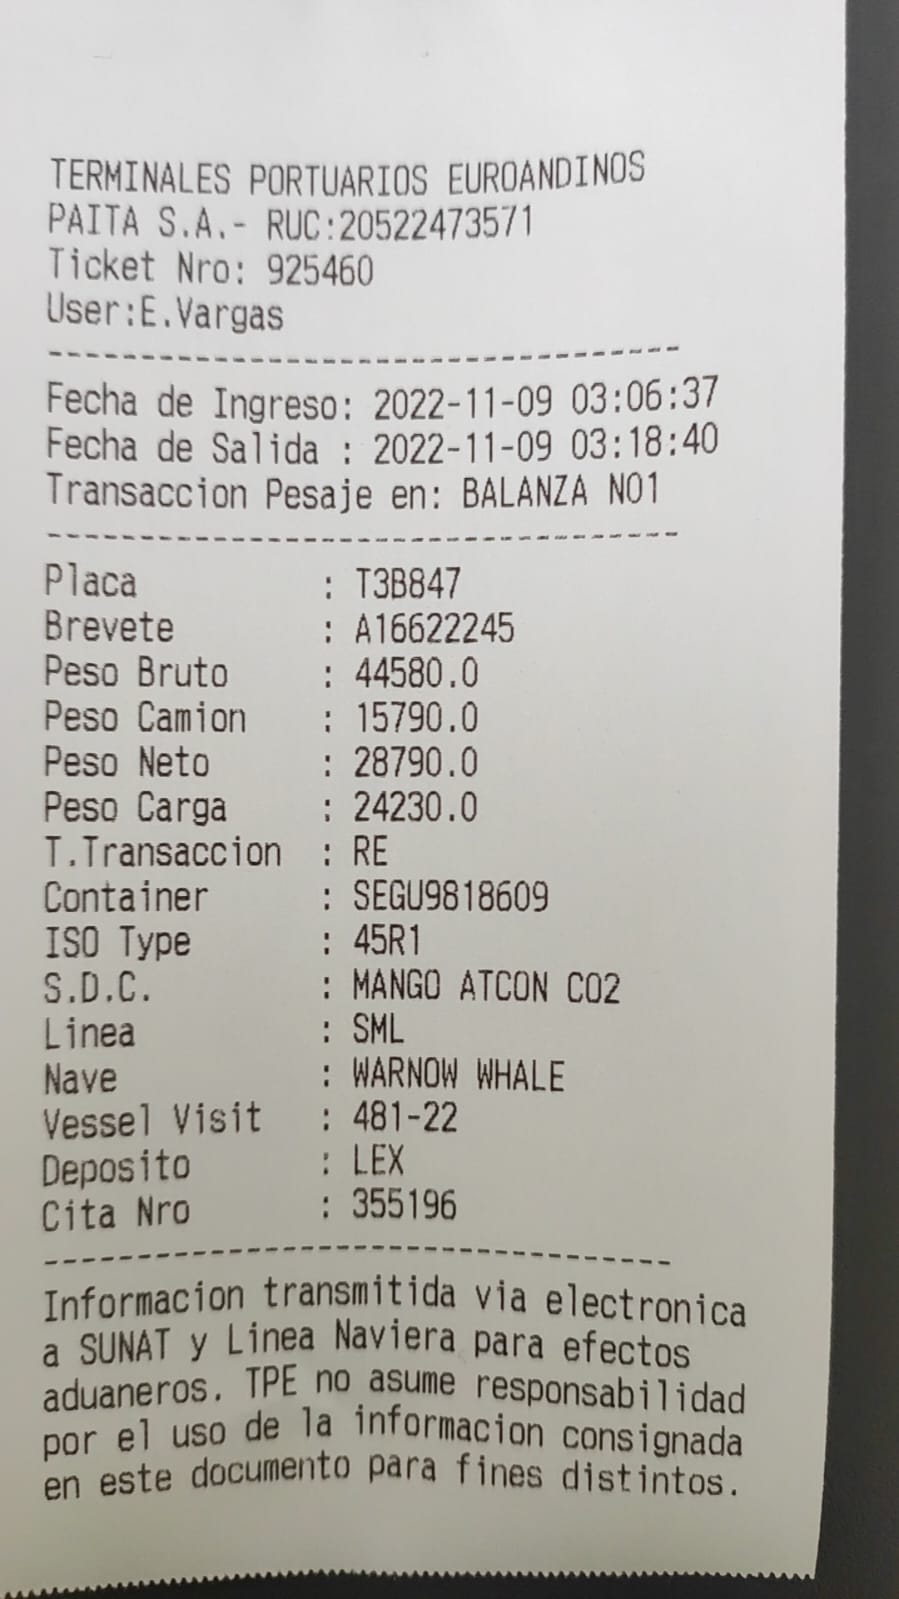 TERMINALES PORTUARIOS EUROANDINOS
PAITA S.A.- RUC:20522473571
Ticket Nro: 925460
User:E.Vargas
----------------------------------
Fecha de Ingreso: 2022-11-09 03:06:37
Fecha de Salida : 2022-11-09 03:18:40
Transaccion Pesaje en: BALANZA NO1
----------------------------------
Placa : T3B847
Brevete : A16622245
Peso Bruto : 44580.0
Peso Camion : 15790.0
Peso Neto : 28790.0
Peso Carga : 24230.0
T.Transaccion : RE
Container : SEGU9818609
ISO Type : 45R1
S.D.C. : MANGO ATCON CO2
Linea : SML
Nave : WARNOW WHALE
Vessel Visit : 481-22
Deposito : LEX
Cita Nro : 355196
----------------------------------
Informacion transmitida via electronica
a SUNAT y Linea Naviera para efectos
aduaneros. TPE no asume responsabilidad
por el uso de la informacion consignada
en este documento para fines distintos.